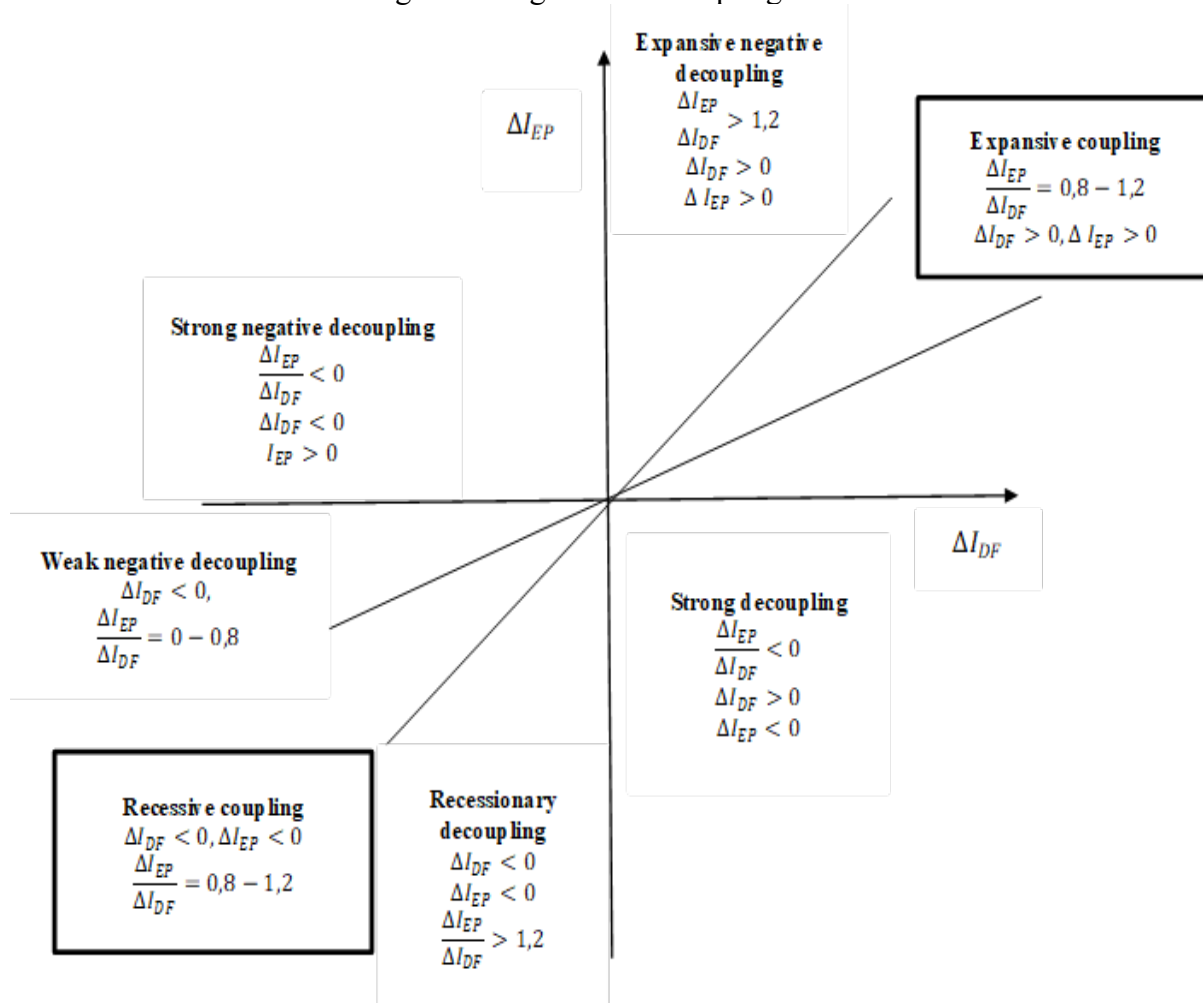 Expansive negative
decoupling
ΔI_EP
ΔI_DF
> 1,2
ΔI_DF > 0
Δ I_EP > 0
ΔI_EP
Expansive coupling
ΔI_EP
ΔI_DF
= 0,8 − 1,2
ΔI_DF > 0, Δ I_EP > 0
Strong negative decoupling
ΔI_EP
ΔI_DF
< 0
ΔI_DF < 0
I_EP > 0
ΔI_DF
Weak negative decoupling
ΔI_DF < 0,
ΔI_EP
ΔI_DF
= 0 − 0,8
Strong decoupling
ΔI_EP
ΔI_DF
< 0
ΔI_DF > 0
ΔI_EP < 0
Recessive coupling
ΔI_DF < 0, ΔI_EP < 0
ΔI_EP
ΔI_DF
= 0,8 − 1,2
Recessionary
decoupling
ΔI_DF < 0
ΔI_EP < 0
ΔI_EP
ΔI_DF
> 1,2